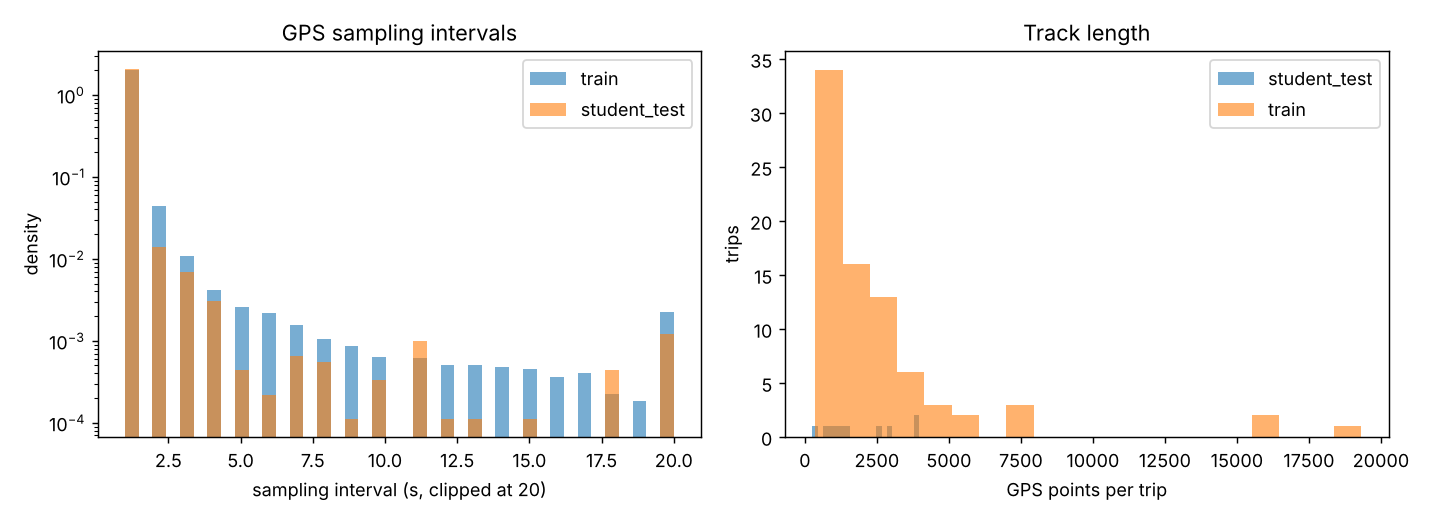 GPS sampling intervals
train
student_test
10⁰
10⁻¹
10⁻²
10⁻³
10⁻⁴
density
2.5 5.0 7.5 10.0 12.5 15.0 17.5 20.0
sampling interval (s, clipped at 20)
Track length
student_test
train
35
30
25
20
15
10
5
0
trips
0 2500 5000 7500 10000 12500 15000 17500 20000
GPS points per trip